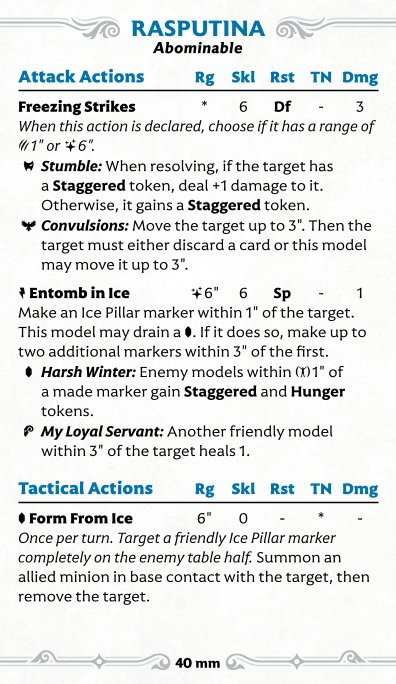 RASPUTINA
Abominable
Attack Actions Rg Skl Rst TN Dmg
Freezing Strikes * 6 Df - 3
When this action is declared, choose if it has a range of
1" or 6".
Stumble: When resolving, if the target has
a Staggered token, deal +1 damage to it.
Otherwise, it gains a Staggered token.
Convulsions: Move the target up to 3". Then the
target must either discard a card or this model
may move it up to 3".
Entomb in Ice 6" 6 Sp - 1
Make an Ice Pillar marker within 1" of the target.
This model may drain a . If it does so, make up to
two additional markers within 3" of the first.
Harsh Winter: Enemy models within 1" of
a made marker gain Staggered and Hunger
tokens.
My Loyal Servant: Another friendly model
within 3" of the target heals 1.
Tactical Actions Rg Skl Rst TN Dmg
Form From Ice 6" 0 - * -
Once per turn. Target a friendly Ice Pillar marker
completely on the enemy table half. Summon an
allied minion in base contact with the target, then
remove the target.
40 mm